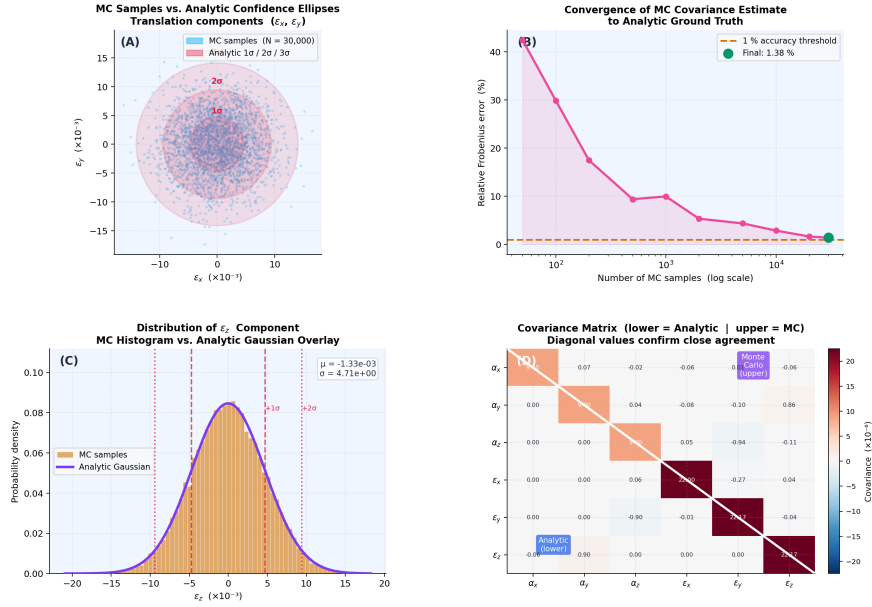 MC Samples vs. Analytic Confidence Ellipses
Translation components (εx, εy)
(A)
MC samples (N = 30,000)
Analytic 1σ / 2σ / 3σ
2σ
1σ
10
5
0
−5
−10
−15
εy (×10⁻³)
−10 0 10
εx (×10⁻³)
Convergence of MC Covariance Estimate
to Analytic Ground Truth
(B)
1 % accuracy threshold
Final: 1.38 %
40
30
20
10
0
Relative Frobenius error (%)
10² 10³ 10⁴
Number of MC samples (log scale)
Distribution of εz Component
MC Histogram vs. Analytic Gaussian Overlay
(C)
μ = -1.33e-03
σ = 4.71e+00
+1σ +2σ
MC samples
Analytic Gaussian
0.10
0.08
0.06
0.04
0.02
0.00
Probability density
−20 −15 −10 −5 0 5 10 15 20
εz (×10⁻³)
Covariance Matrix (lower = Analytic | upper = MC)
Diagonal values confirm close agreement
(D)
Monte
Carlo
(upper)
Analytic
(lower)
αx 0.07 -0.02 -0.06 -0.06
αy 0.00 -0.04 -0.08 -0.10 0.86
αz 0.00 0.00 0.05 -0.94 -0.11
εx 0.00 0.00 0.06 22.00 -0.27 0.04
εy 0.00 0.00 -0.90 -0.01 22.17 -0.04
εz 0.90 0.00 0.00 0.00 22.17
αx αy αz εx εy εz
20
15
10
5
0
−5
−10
−15
−20
Covariance (×10⁻⁶)